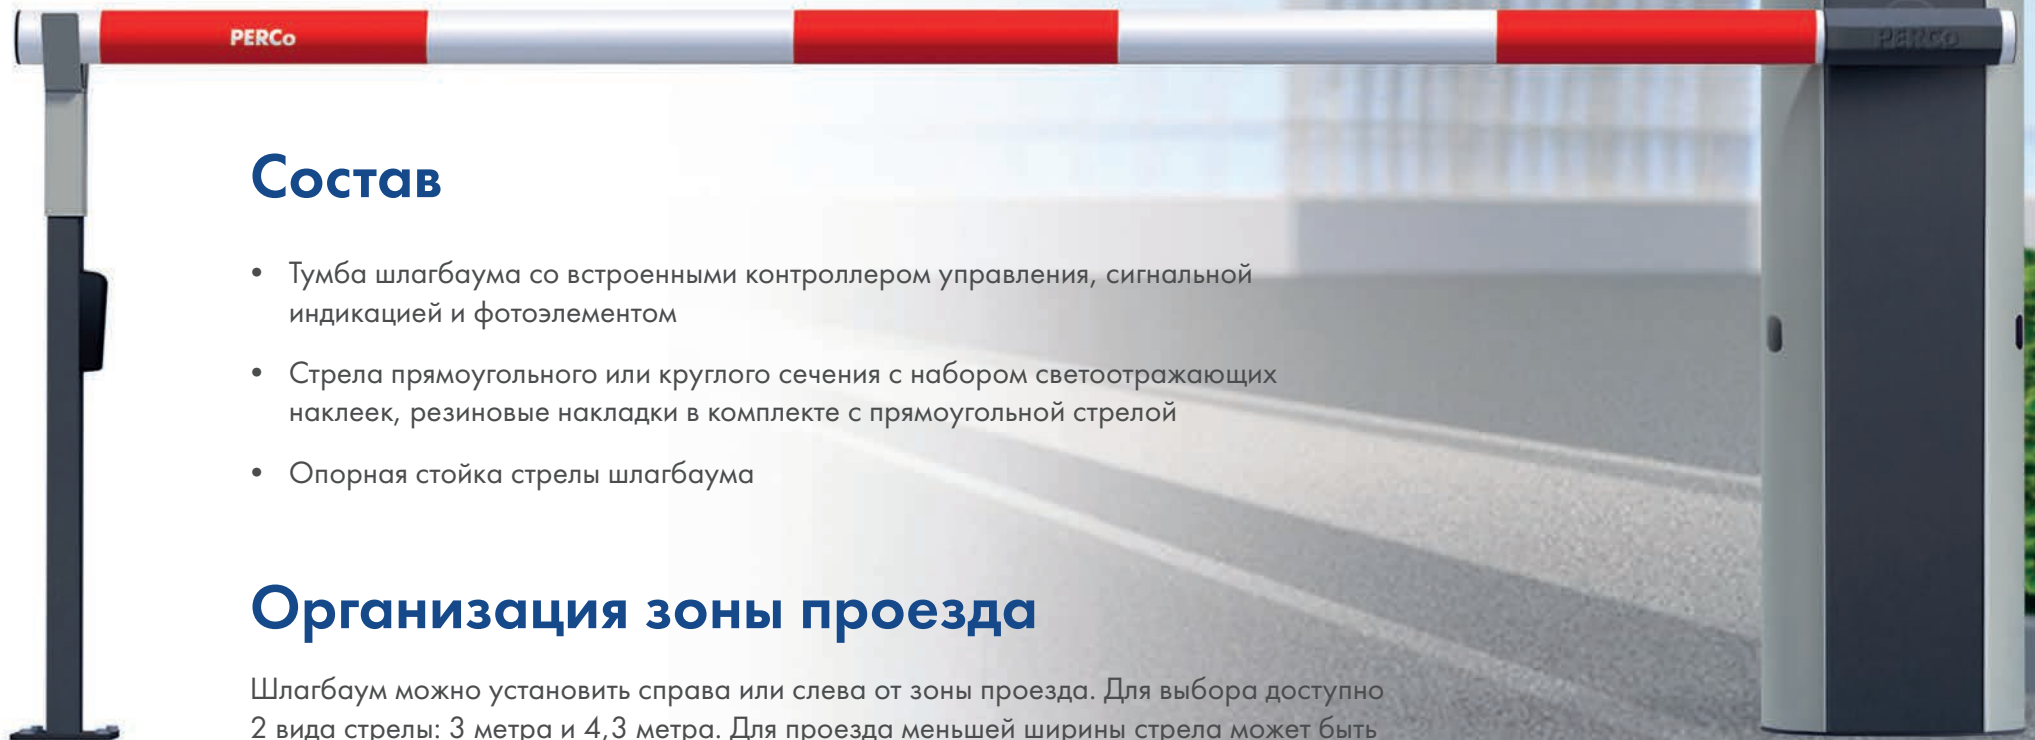 PERCo
PERCo
Состав
• Тумба шлагбаума со встроенными контроллером управления, сигнальной
индикацией и фотоэлементом
• Стрела прямоугольного или круглого сечения с набором светоотражающих
наклеек, резиновые накладки в комплекте с прямоугольной стрелой
• Опорная стойка стрелы шлагбаума
Организация зоны проезда
Шлагбаум можно установить справа или слева от зоны проезда. Для выбора доступно
2 вида стрелы: 3 метра и 4,3 метра. Для проезда меньшей ширины стрела может быть